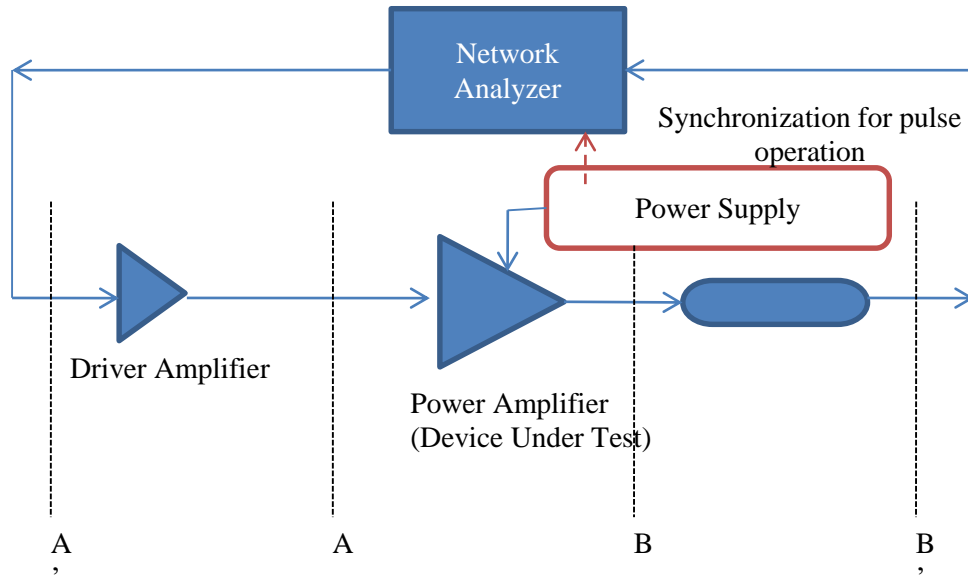 Network
Analyzer
Synchronization for pulse
operation
Power Supply
Driver Amplifier
Power Amplifier
(Device Under Test)
A
’
A
B
B
’